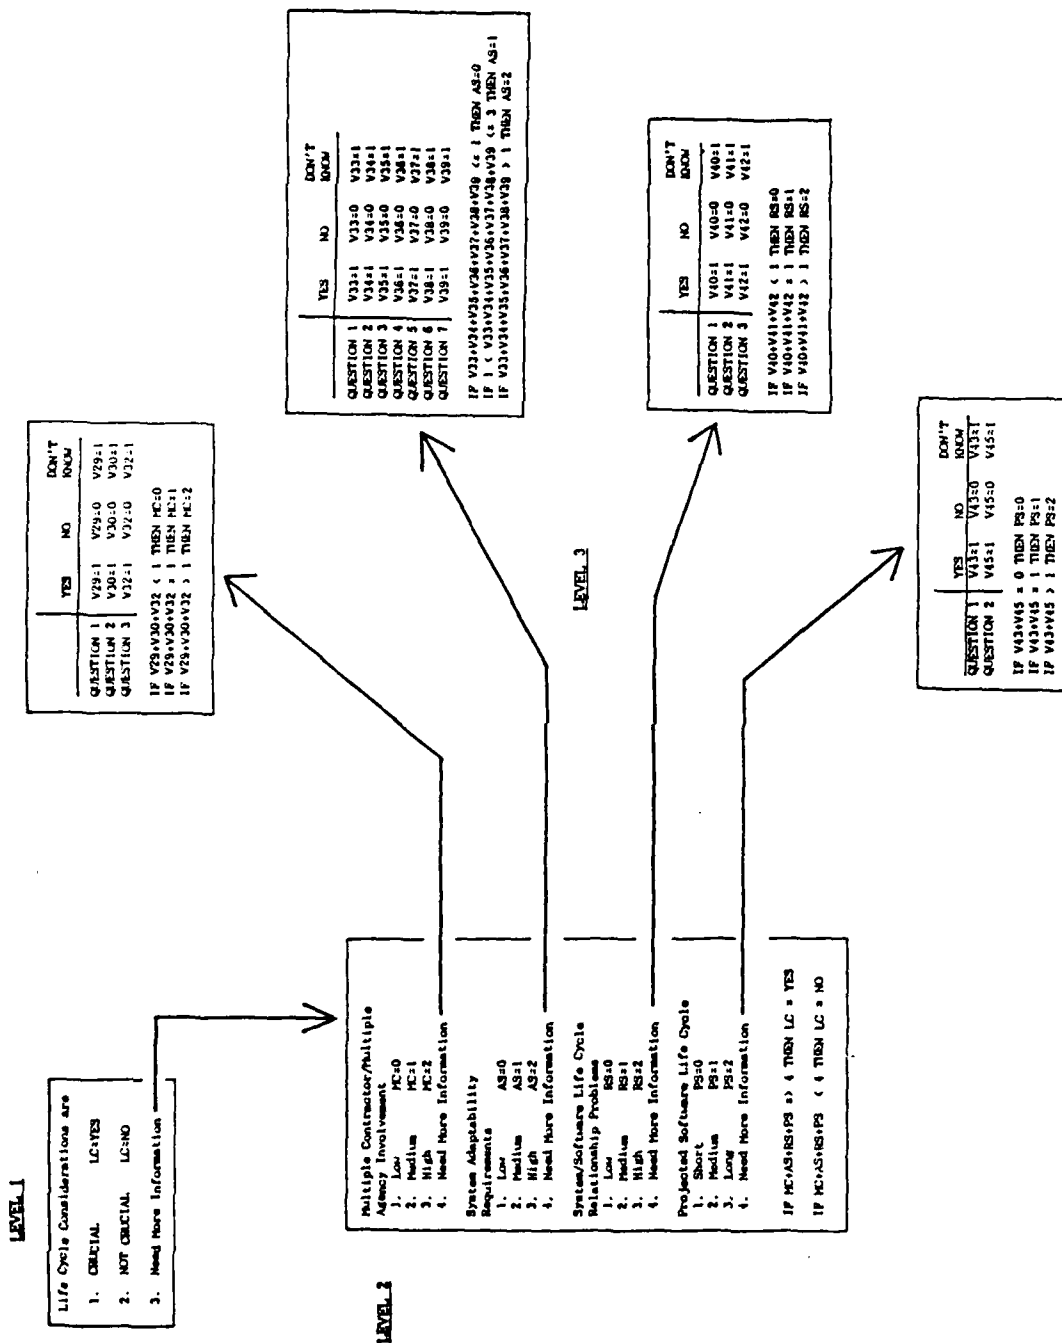 LEVEL 1
Life Cycle Considerations are
1. CRUCIAL LC=YES
2. NOT CRUCIAL LC=NO
3. Need More Information
LEVEL 2
Multiple Contractor/Multiple
Agency Involvement
1. Low MC=0
2. Medium MC=1
3. High MC=2
4. Need More Information
System Adaptability
Requirements
1. Low AS=0
2. Medium AS=1
3. High AS=2
4. Need More Information
System/Software Life Cycle
Relationship Problems
1. Low RS=0
2. Medium RS=1
3. High RS=2
4. Need More Information
Projected Software Life Cycle
1. Short PS=0
2. Medium PS=1
3. Long PS=2
4. Need More Information
IF MC+AS+RS+PS => 4 THEN LC = YES
IF MC+AS+RS+PS < 4 THEN LC = NO
LEVEL 3
YES NO DON'T KNOW
QUESTION 1 V29=1 V29=0 V29=1
QUESTION 2 V30=1 V30=0 V30=1
QUESTION 3 V32=1 V32=0 V32=1
IF V29+V30+V32 < 1 THEN MC=0
IF V29+V30+V32 = 1 THEN MC=1
IF V29+V30+V32 > 1 THEN MC=2
YES NO DON'T KNOW
QUESTION 1 V33=1 V33=0 V33=1
QUESTION 2 V34=1 V34=0 V34=1
QUESTION 3 V35=1 V35=0 V35=1
QUESTION 4 V36=1 V36=0 V36=1
QUESTION 5 V37=1 V37=0 V37=1
QUESTION 6 V38=1 V38=0 V38=1
QUESTION 7 V39=1 V39=0 V39=1
IF V33+V34+V35+V36+V37+V38+V39 <= 1 THEN AS=0
IF 1 < V33+V34+V35+V36+V37+V38+V39 <= 3 THEN AS=1
IF V33+V34+V35+V36+V37+V38+V39 > 1 THEN AS=2
YES NO DON'T KNOW
QUESTION 1 V40=1 V40=0 V40=1
QUESTION 2 V41=1 V41=0 V41=1
QUESTION 3 V42=1 V42=0 V42=1
IF V40+V41+V42 < 1 THEN RS=0
IF V40+V41+V42 = 1 THEN RS=1
IF V40+V41+V42 > 1 THEN RS=2
YES NO DON'T KNOW
QUESTION 1 V43=1 V43=0 V43=1
QUESTION 2 V45=1 V45=0 V45=1
IF V43+V45 = 0 THEN PS=0
IF V43+V45 = 1 THEN PS=1
IF V43+V45 > 1 THEN PS=2